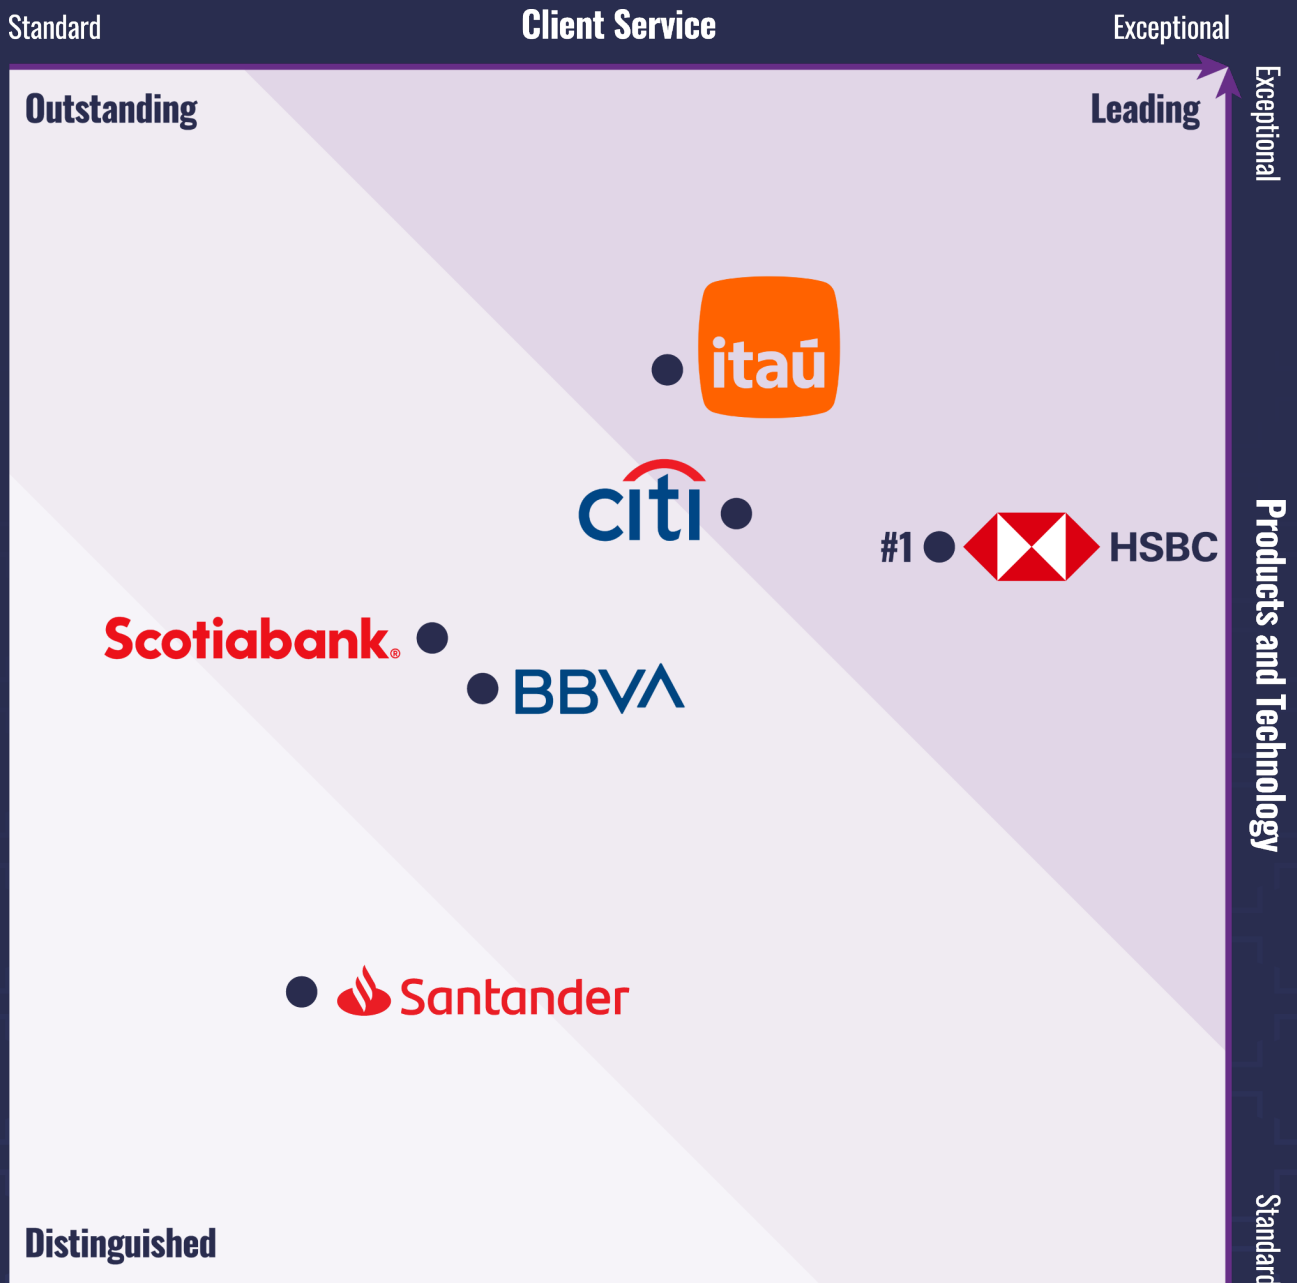 Standard
Client Service
Exceptional
Outstanding
Leading
Exceptional
itaú
citi
#1
HSBC
Products and Technology
Scotiabank®
BBVA
Santander
Distinguished
Standard